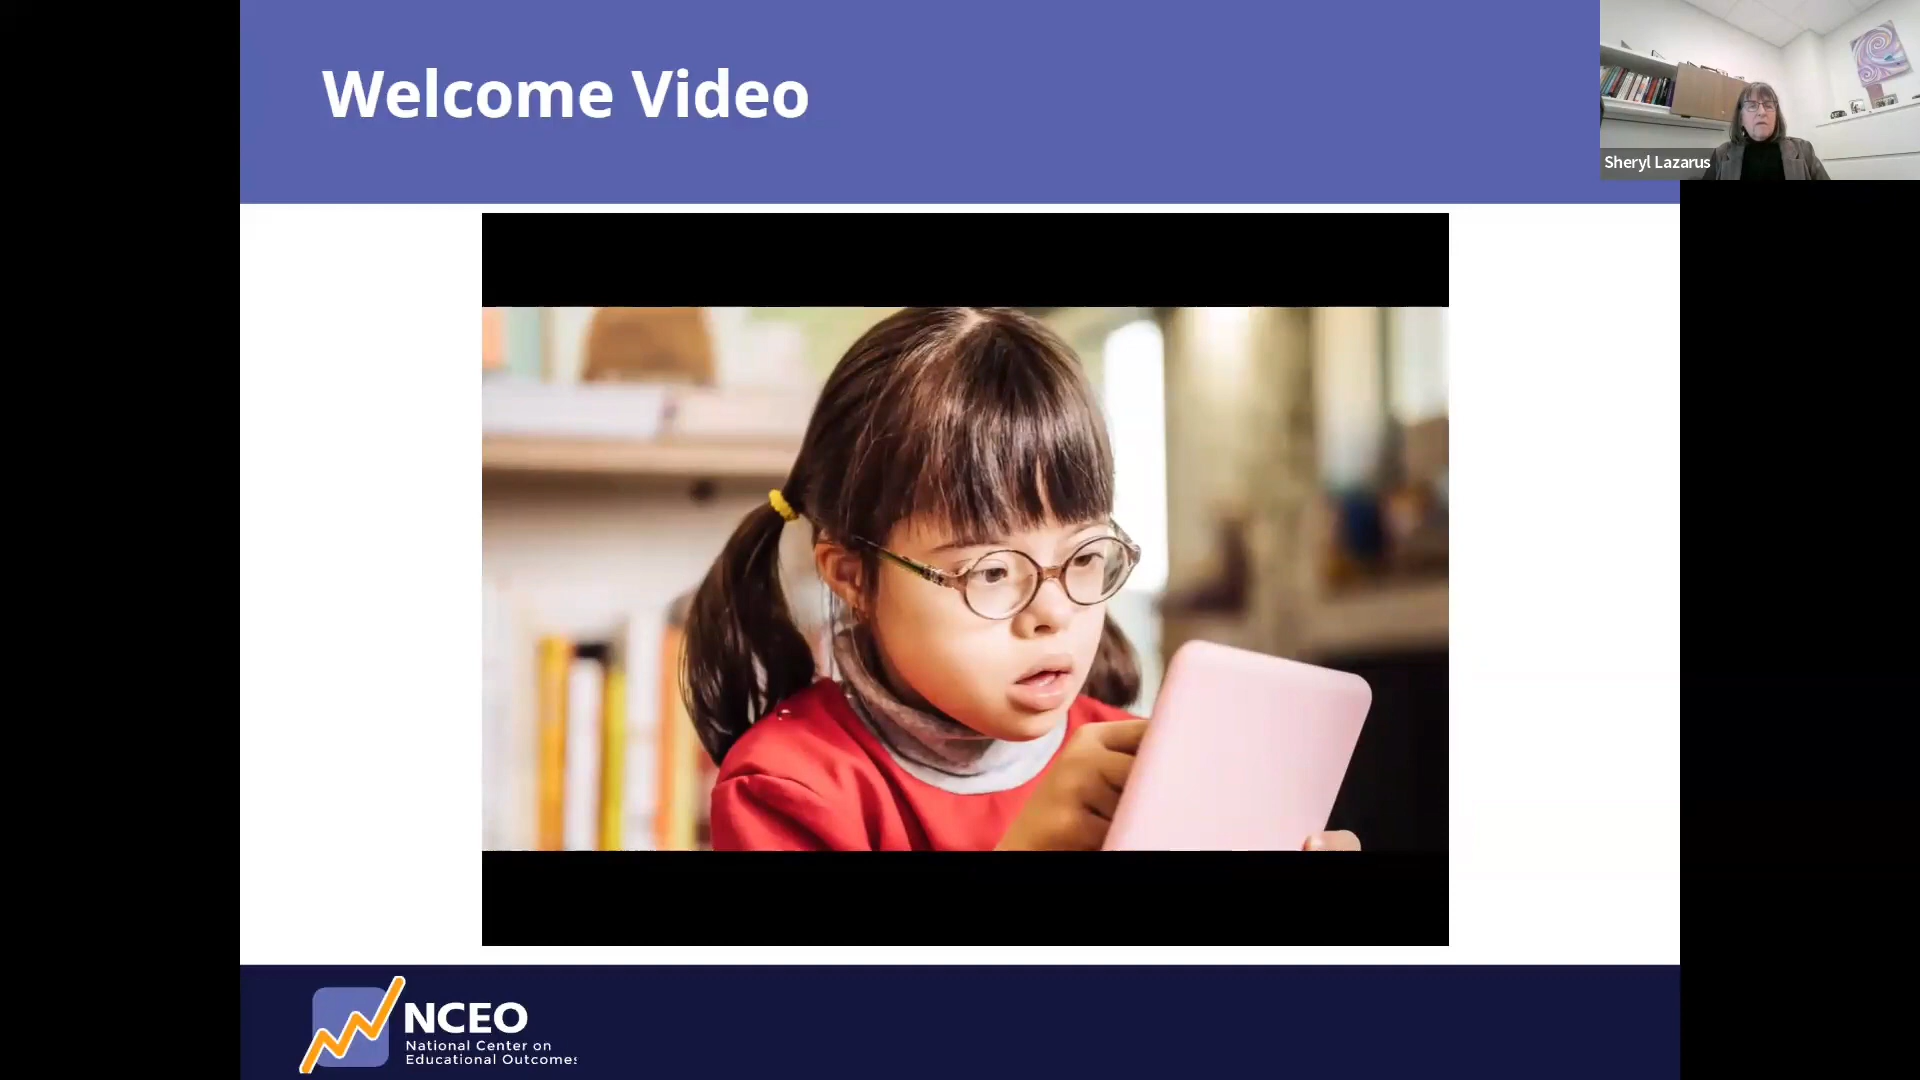 Welcome Video
Sheryl Lazarus
NCEO
National Center on
Educational Outcomes